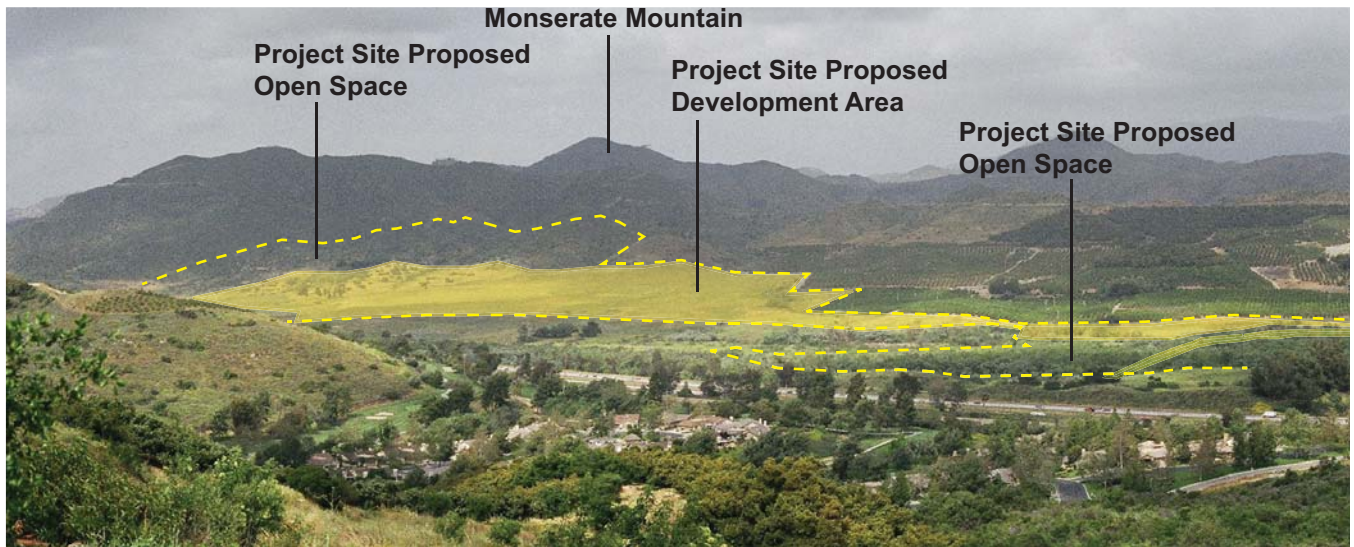 Monserate Mountain
Project Site Proposed
Open Space
Project Site Proposed
Development Area
Project Site Proposed
Open Space